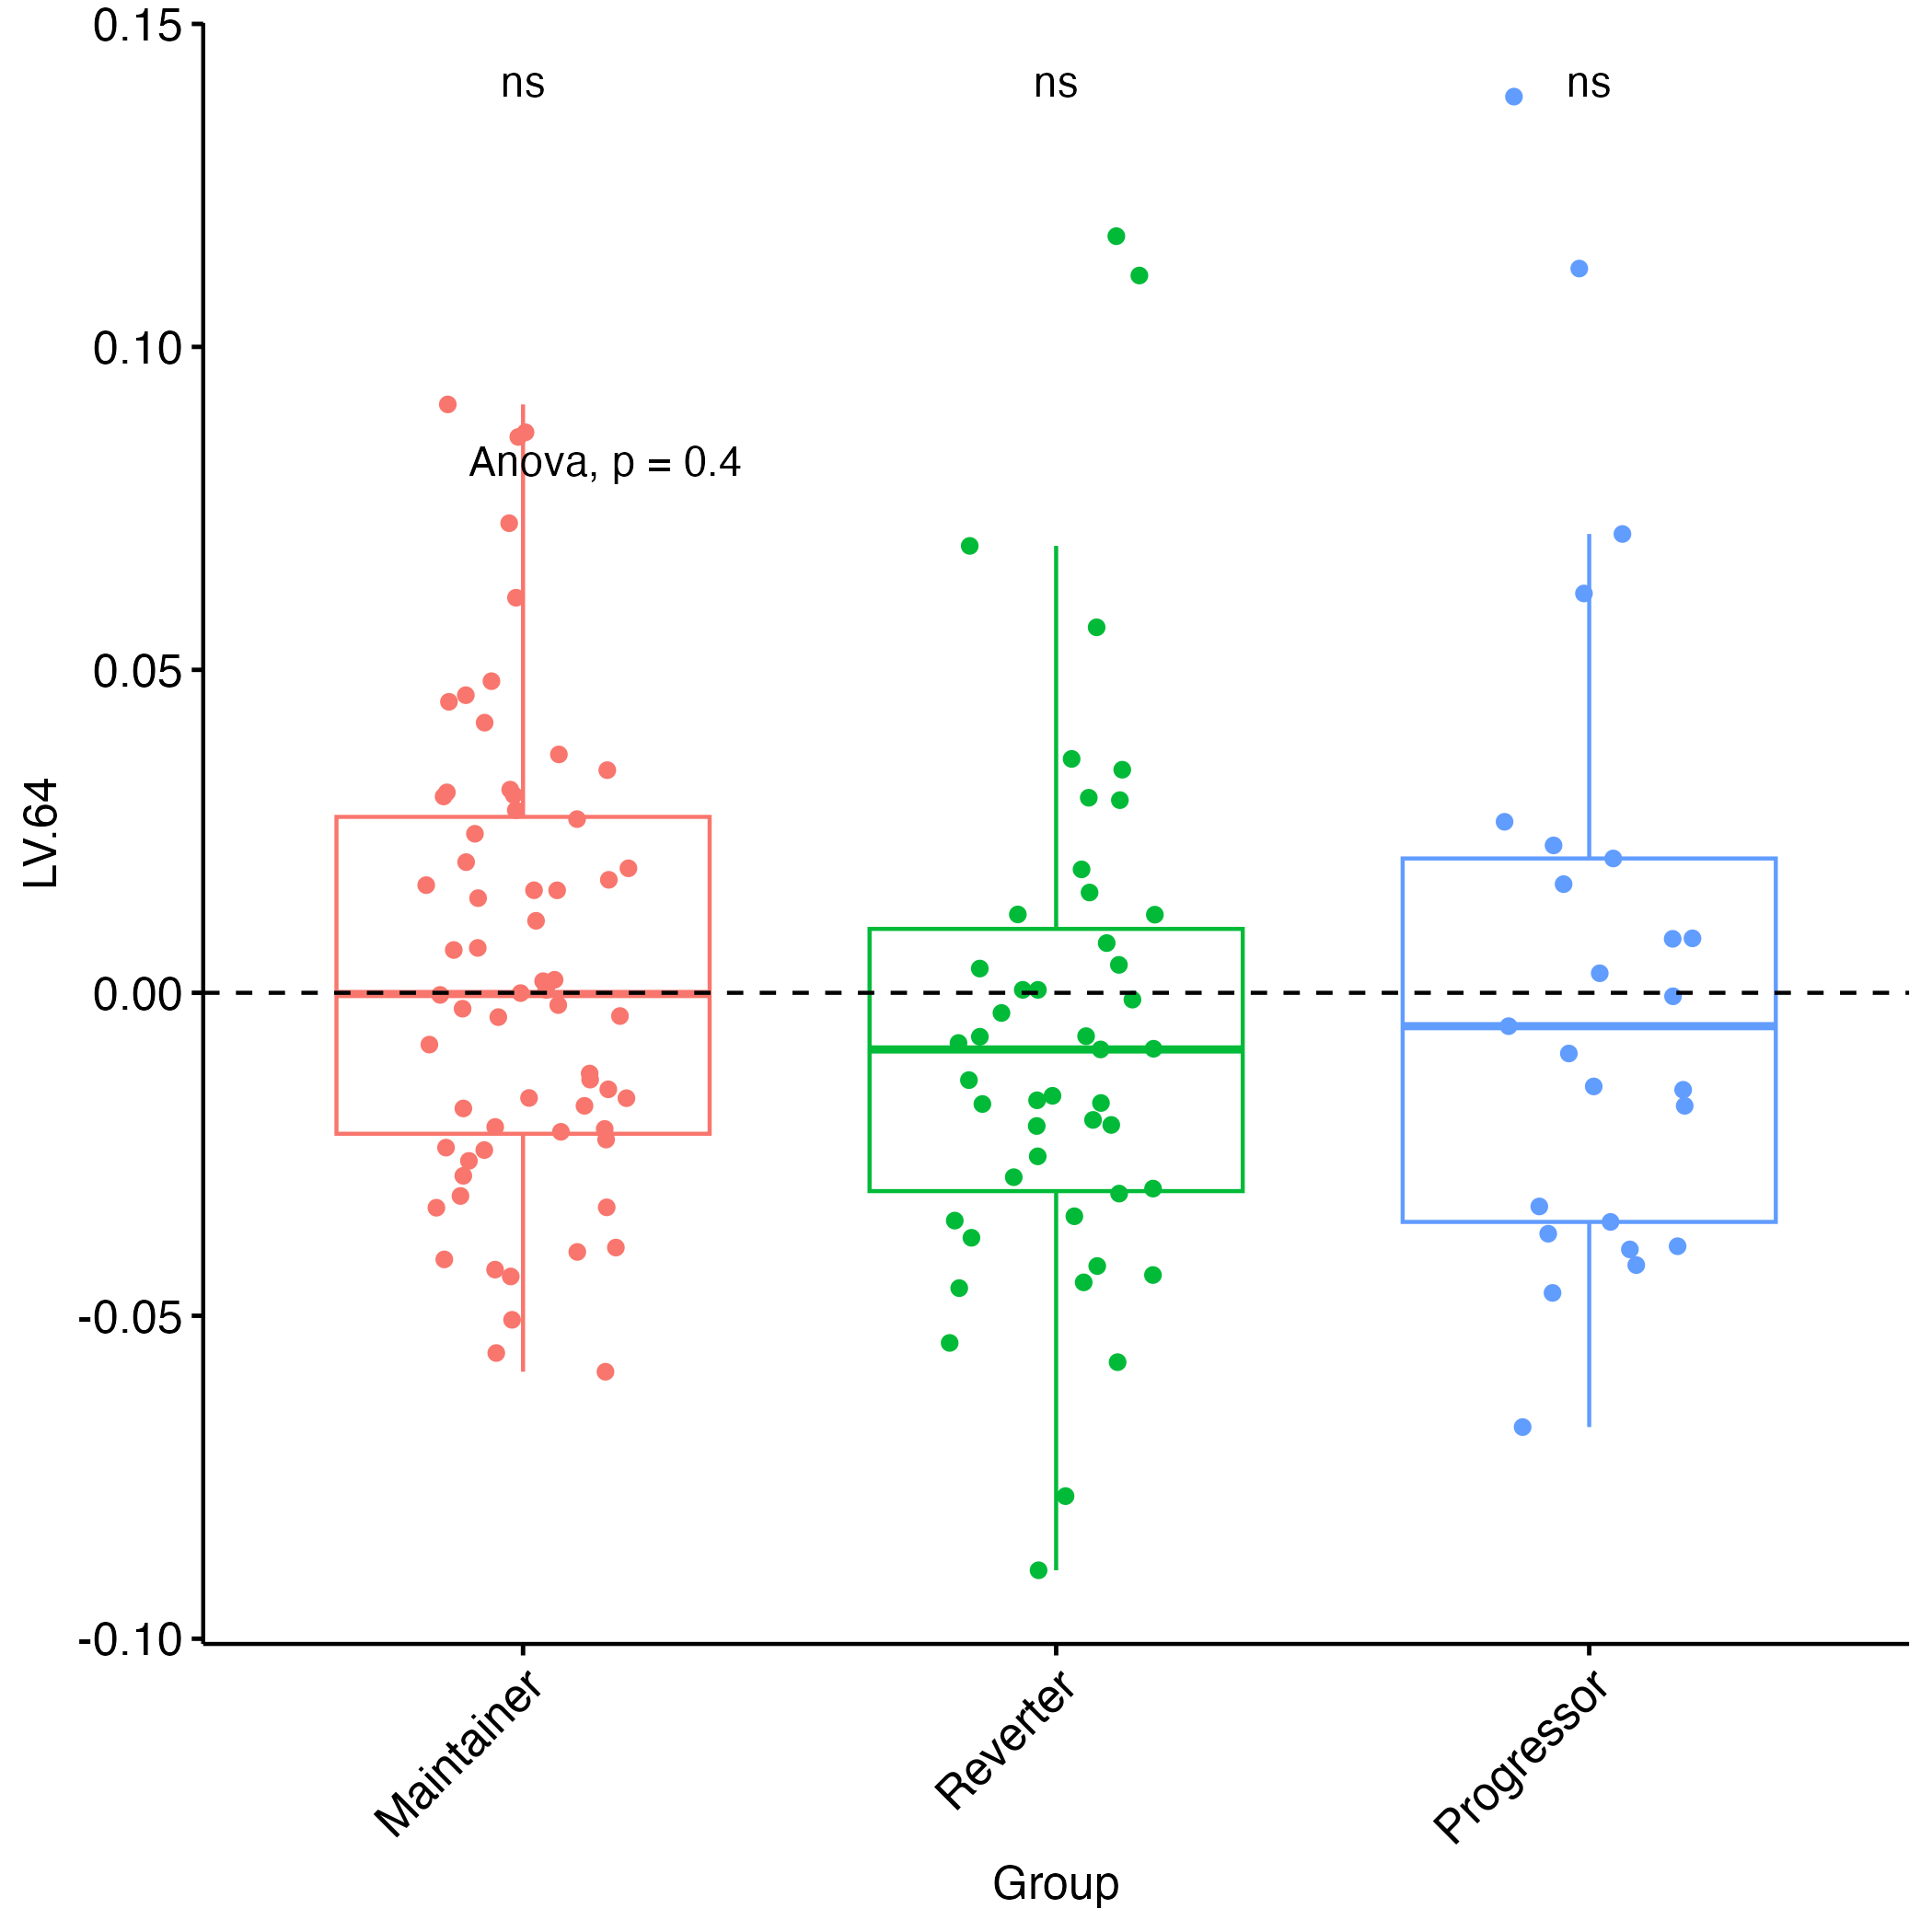 0.15
ns ns ns
0.10
Anova, p = 0.4
0.05
LV.64
0.00
-0.05
-0.10
Maintainer Reverter Progressor
Group